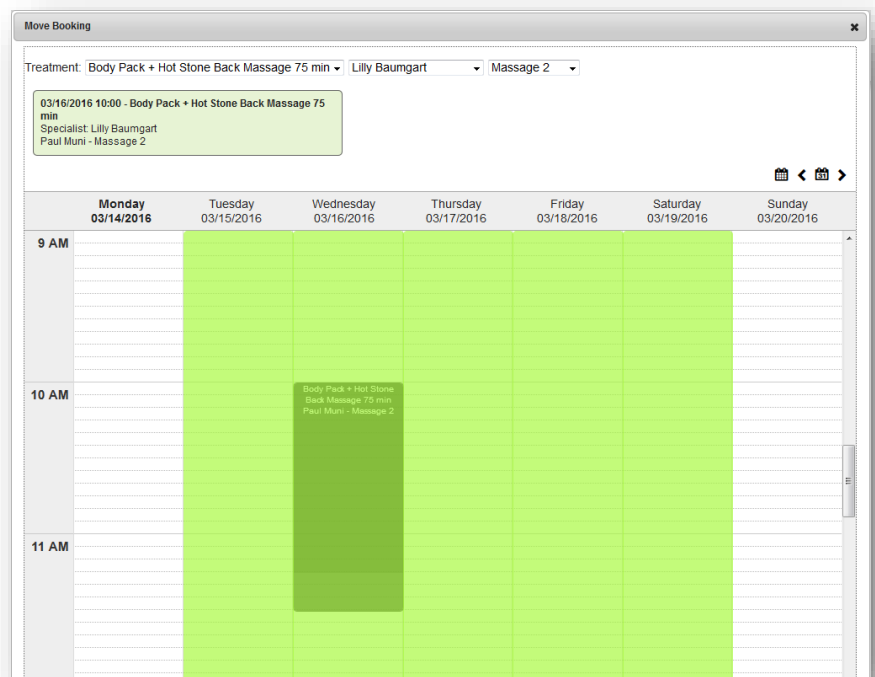 Move Booking
Treatment: Body Pack + Hot Stone Back Massage 75 min Lilly Baumgart Massage 2
03/16/2016 10:00 - Body Pack + Hot Stone Back Massage 75
min
Specialist: Lilly Baumgart
Paul Muni - Massage 2
31
Monday Tuesday Wednesday Thursday Friday Saturday Sunday
03/14/2016 03/15/2016 03/16/2016 03/17/2016 03/18/2016 03/19/2016 03/20/2016
9 AM
10 AM
Body Pack + Hot Stone
Back Massage 75 min
Paul Muni - Massage 2
11 AM